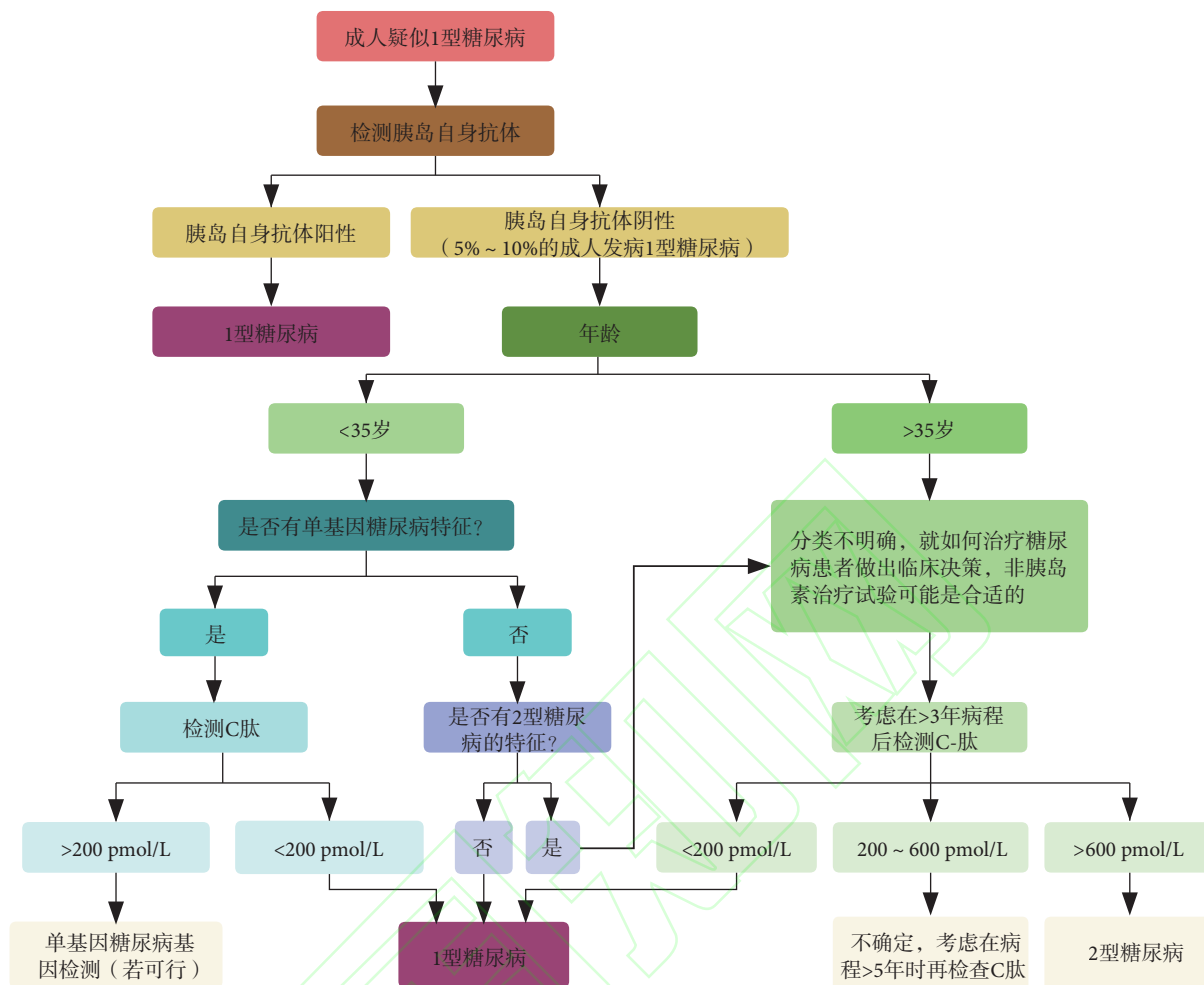 成人疑似1型糖尿病
检测胰岛自身抗体
胰岛自身抗体阳性
胰岛自身抗体阴性
（5%~10%的成人发病1型糖尿病）
1型糖尿病
年龄
<35岁
>35岁
是否有单基因糖尿病特征?
分类不明确，就如何治疗糖尿
病患者做出临床决策，非胰岛
素治疗试验可能是合适的
是
否
检测C肽
是否有2型糖尿
病的特征?
考虑在>3年病程
后检测C-肽
>200 pmol/L
<200 pmol/L
否
是
<200 pmol/L
200~600 pmol/L
>600 pmol/L
单基因糖尿病基
因检测（若可行）
1型糖尿病
不确定，考虑在病
程>5年时再检查C肽
2型糖尿病